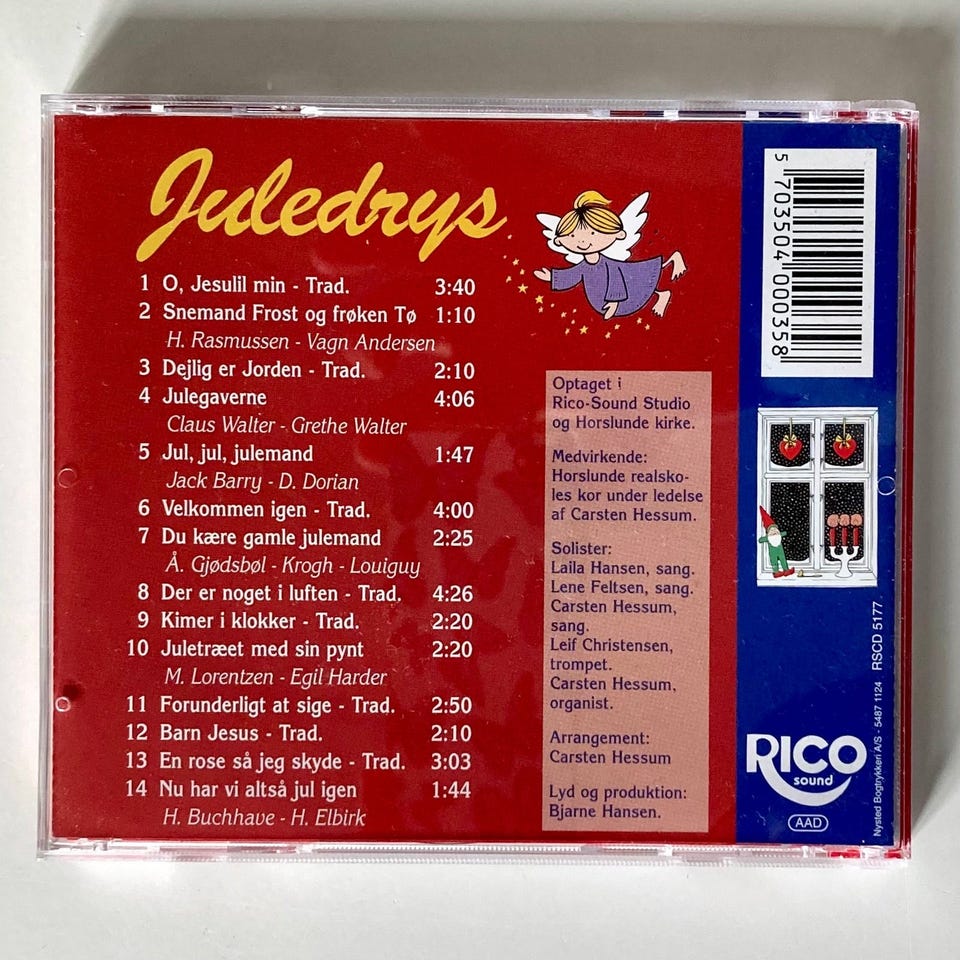 Juledrys
1 O, Jesulil min - Trad. 3:40
2 Snemand Frost og frøken Tø 1:10
H. Rasmussen - Vagn Andersen
3 Dejlig er Jorden - Trad. 2:10
4 Julegaverne 4:06
Claus Walter - Grethe Walter
5 Jul, jul, julemand 1:47
Jack Barry - D. Dorian
6 Velkommen igen - Trad. 4:00
7 Du kære gamle julemand 2:25
Å. Gjødsbøl - Krogh - Louiguy
8 Der er noget i luften - Trad. 4:26
9 Kimer i klokker - Trad. 2:20
10 Juletræet med sin pynt 2:20
M. Lorentzen - Egil Harder
11 Forunderligt at sige - Trad. 2:50
12 Barn Jesus - Trad. 2:10
13 En rose så jeg skyde - Trad. 3:03
14 Nu har vi altså jul igen 1:44
H. Buchhave - H. Elbirk
Optaget i
Rico-Sound Studio
og Horslunde kirke.
Medvirkende:
Horslunde realsko-
les kor under ledelse
af Carsten Hessum.
Solister:
Laila Hansen, sang.
Lene Feltsen, sang.
Carsten Hessum,
sang.
Leif Christensen,
trompet.
Carsten Hessum,
organist.
Arrangement:
Carsten Hessum
Lyd og produktion:
Bjarne Hansen.
5 703504 000358
RICO
sound
AAD
Nysted Bogtrykkeri A/S - 5487 1124 RSCD 5177